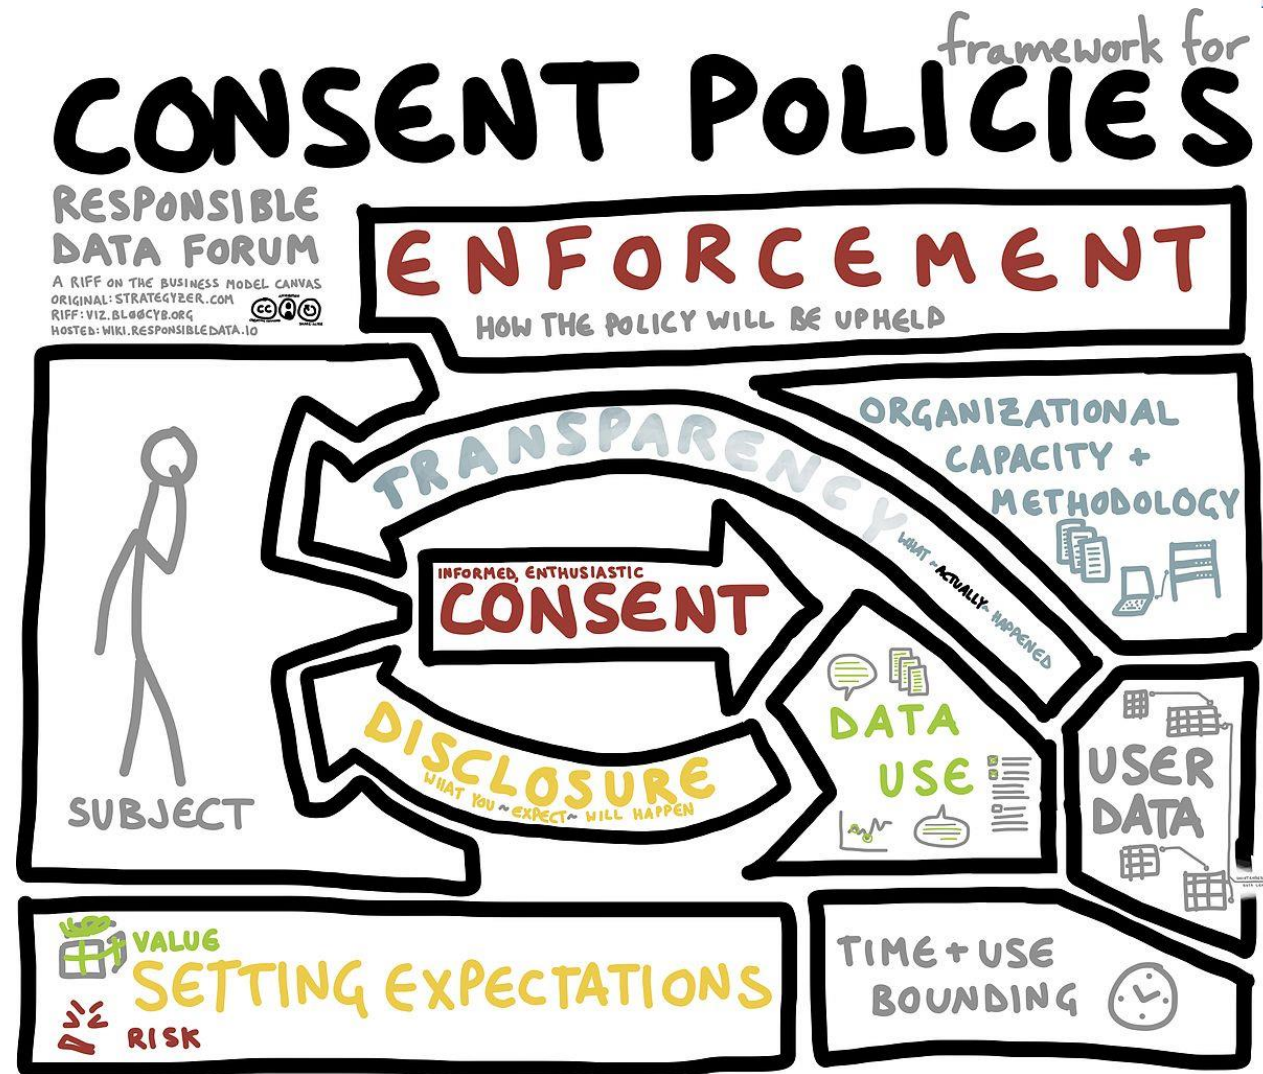 framework for
CONSENT POLICIES
RESPONSIBLE
DATA FORUM
A RIFF ON THE BUSINESS MODEL CANVAS
ORIGINAL: STRATEGYZER.COM
RIFF: VIZ.BL00CYB.ORG
HOSTED: WIKI.RESPONSIBLEDATA.IO
cc
ENFORCEMENT
HOW THE POLICY WILL BE UPHELD
SUBJECT
TRANSPARENCY
WHAT ~ACTUALLY~ HAPPENED
INFORMED, ENTHUSIASTIC
CONSENT
DISCLOSURE
WHAT YOU ~EXPECT~ WILL HAPPEN
ORGANIZATIONAL
CAPACITY +
METHODOLOGY
DATA
USE
USER
DATA
VALUE
SETTING EXPECTATIONS
RISK
TIME + USE
BOUNDING